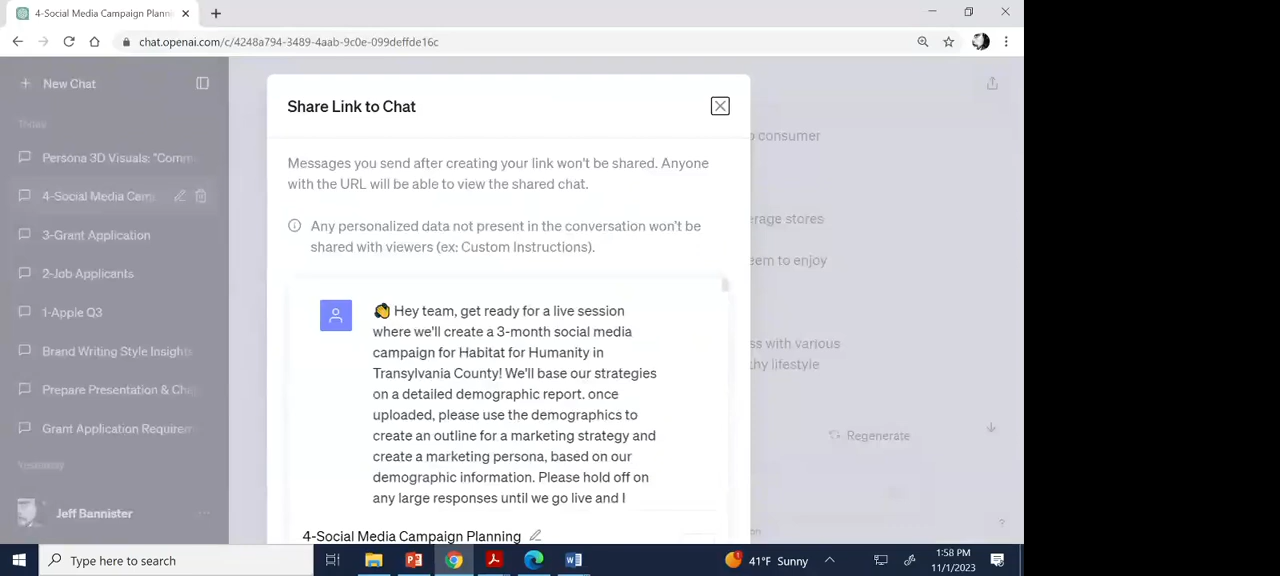 4-Social Media Campaign Planni
chat.openai.com/c/4248a794-3489-4aab-9c0e-099deffde16c
New Chat
Today
Persona 3D Visuals: "Comm
4-Social Media Cam
3-Grant Application
2-Job Applicants
1-Apple Q3
Brand Writing Style Insights
Prepare Presentation & Cha
Grant Application Requirem
Yesterday
Jeff Bannister
Share Link to Chat
Messages you send after creating your link won't be shared. Anyone
with the URL will be able to view the shared chat.
Any personalized data not present in the conversation won't be
shared with viewers (ex: Custom Instructions).
Hey team, get ready for a live session
where we'll create a 3-month social media
campaign for Habitat for Humanity in
Transylvania County! We'll base our strategies
on a detailed demographic report. once
uploaded, please use the demographics to
create an outline for a marketing strategy and
create a marketing persona, based on our
demographic information. Please hold off on
any large responses until we go live and I
4-Social Media Campaign Planning
consumer
erage stores
eem to enjoy
ss with various
hy lifestyle
Regenerate
?
Type here to search
41°F Sunny
1:58 PM
11/1/2023